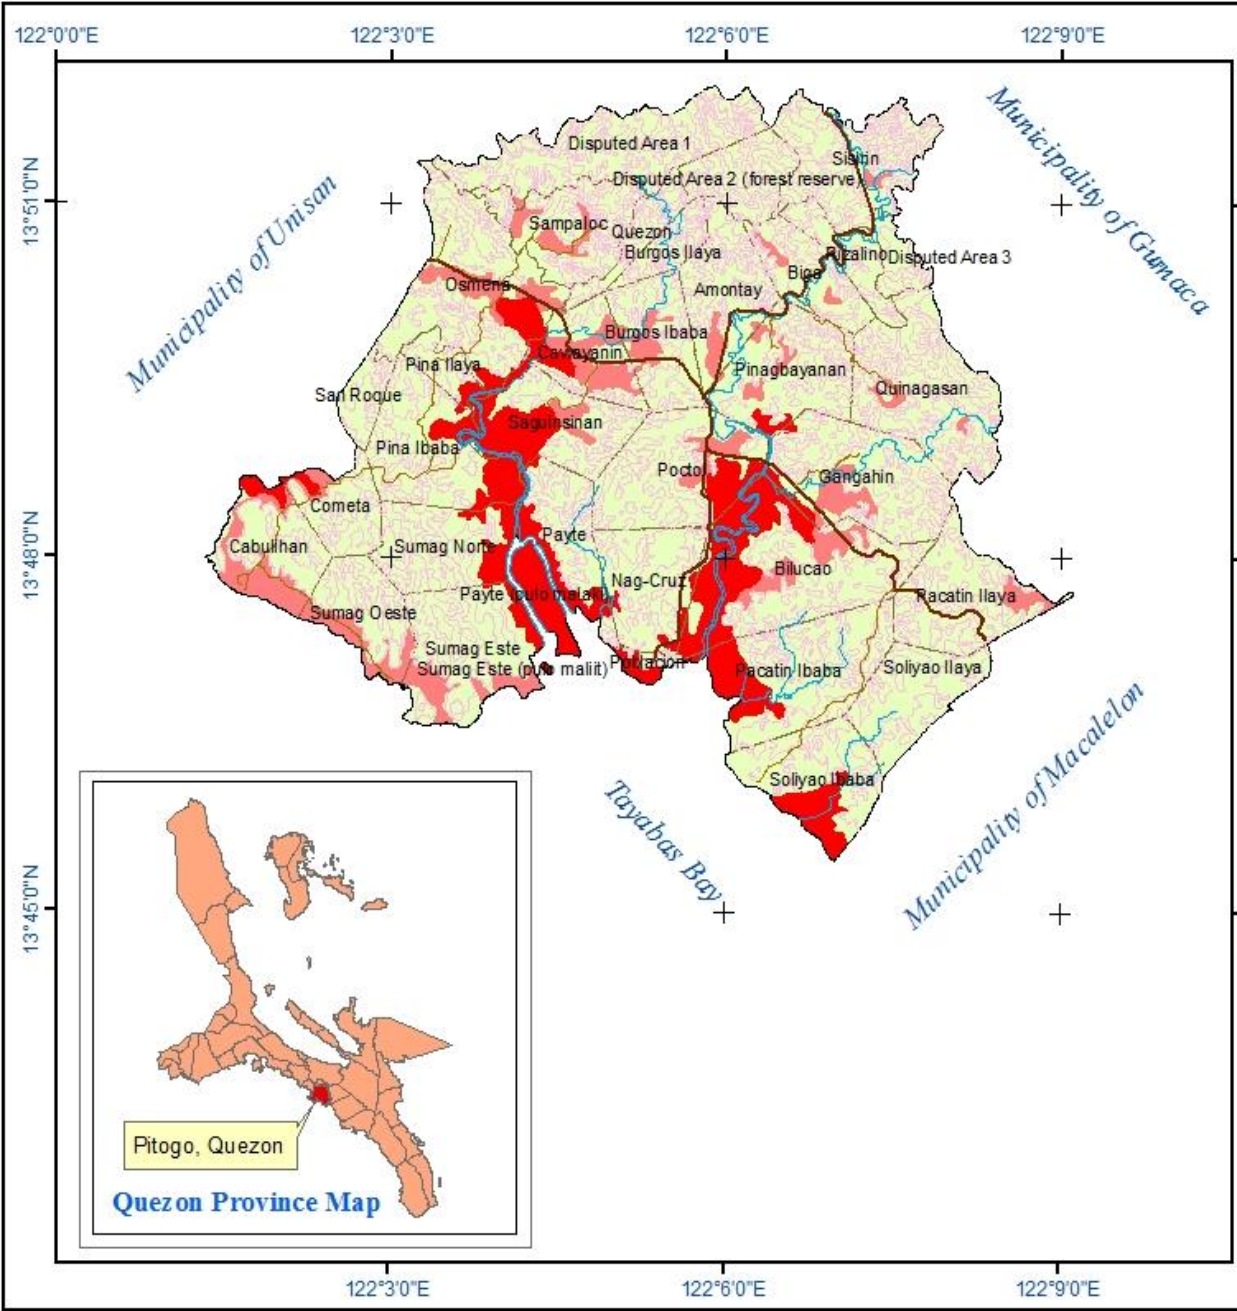 122°0'0"E
122°3'0"E
122°6'0"E
122°9'0"E
Municipality of Unisan
Municipality of Gumaca
13°51'0"N
Disputed Area 1
Sisirin
Disputed Area 2 (forest reserve)
Sampaloc
Quezon
Burgos Ilaya
Rizalino
Disputed Area 3
Biga
Osmena
Amontay
Burgos Ibaba
Cawayanin
Pina Ilaya
Pinagbayanan
Quinagasan
San Roque
Saguinsinan
Pina Ibaba
Poctol
Gangahin
Cometa
Payte
13°48'0"N
Cabulihan
Sumag Norte
Bilucao
Nag-Cruz
Payte (pulo malaki)
Pacatin Ilaya
Sumag Oeste
Sumag Este
Poblacion
Sumag Este (pulo maliit)
Pacatin Ibaba
Soliyao Ilaya
Soliyao Ibaba
Tayabas Bay
Municipality of Macalelon
13°45'0"N
Pitogo, Quezon
Quezon Province Map
122°3'0"E
122°6'0"E
122°9'0"E